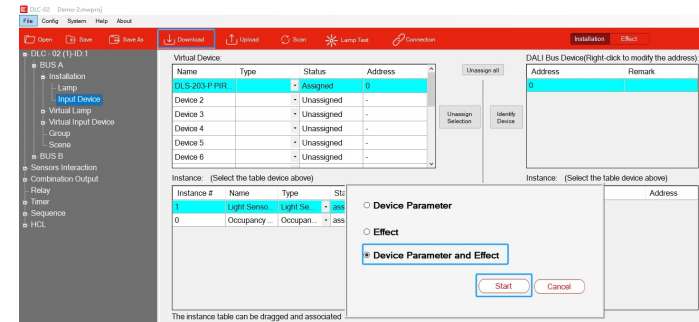 DLC-02 Demo-2.mwproj
File Config System Help About
Open Save Save As Download Upload Scan Lamp Test Connection Installation Effect
DLC - 02 (1)-ID:1
BUS A
Installation
Lamp
Input Device
Virtual Lamp
Virtual Input Device
Group
Scene
BUS B
Sensors Interaction
Combination Output
Relay
Timer
Sequence
HCL
Virtual Device:
Name Type Status Address
DLS-203-P PIR... Assigned 0
Device 2 Unassigned -
Device 3 Unassigned -
Device 4 Unassigned -
Device 5 Unassigned -
Device 6 Unassigned -
Unassign all
Unassign Selection
Identify Device
DALI Bus Device(Right-click to modify the address):
Address Remark
0
Instance: (Select the table device above)
Instance # Name Type Sta
1 Light Senso... Light Se... ass
0 Occupancy ... Occupan... ass
Instance: (Select the table device above)
Address
Device Parameter
Effect
Device Parameter and Effect
Start Cancel
The instance table can be dragged and associated